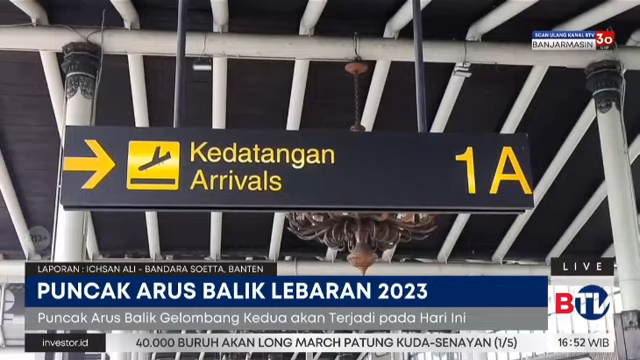 SCAN ULANG KANAL BTV
BANJARMASIN
30
Kedatangan
Arrivals
1A
LAPORAN : ICHSAN ALI - BANDARA SOETTA, BANTEN
LIVE
PUNCAK ARUS BALIK LEBARAN 2023
Puncak Arus Balik Gelombang Kedua akan Terjadi pada Hari Ini
BTV
investor.id
40.000 BURUH AKAN LONG MARCH PATUNG KUDA-SENAYAN (1/5)
16:52 WIB